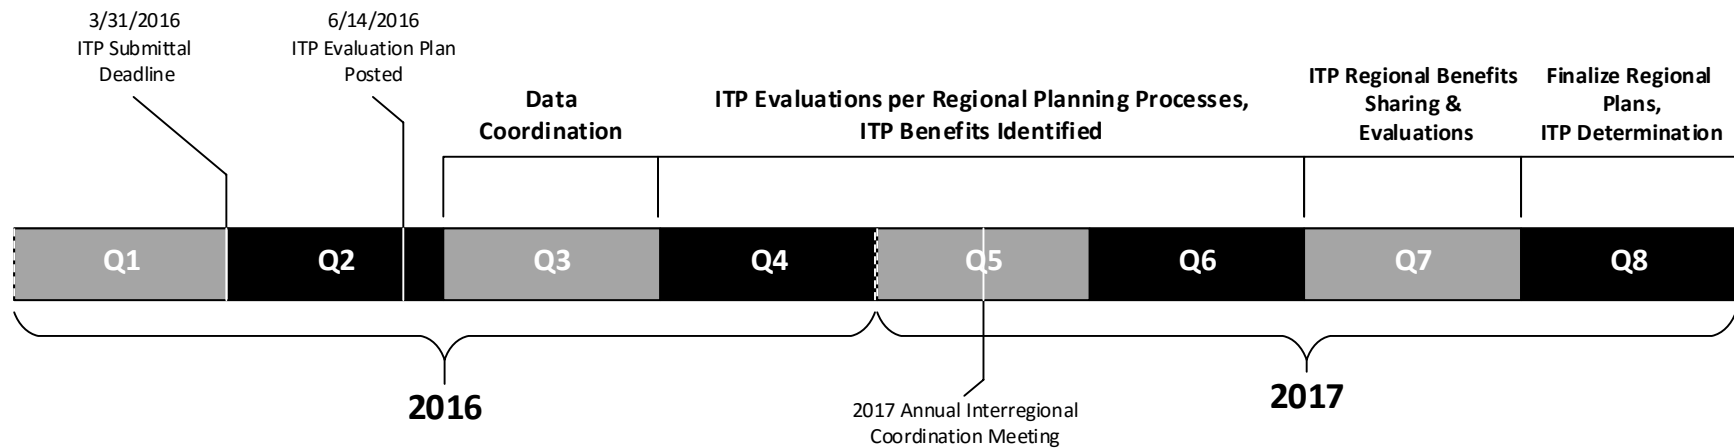 3/31/2016
ITP Submittal
Deadline
6/14/2016
ITP Evaluation Plan
Posted
Data
Coordination
ITP Evaluations per Regional Planning Processes,
ITP Benefits Identified
ITP Regional Benefits
Sharing &
Evaluations
Finalize Regional
Plans,
ITP Determination
Q1
Q2
Q3
Q4
Q5
Q6
Q7
Q8
2016
2017 Annual Interregional
Coordination Meeting
2017